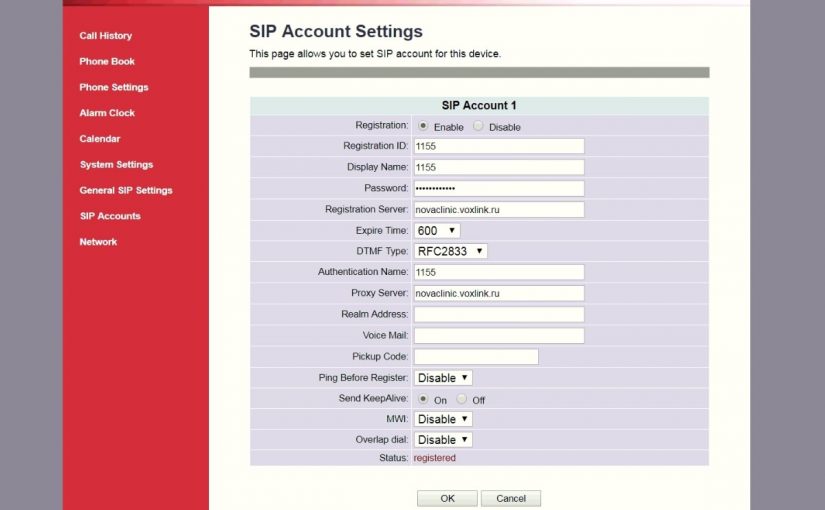 Call History
Phone Book
Phone Settings
Alarm Clock
Calendar
System Settings
General SIP Settings
SIP Accounts
Network
SIP Account Settings
This page allows you to set SIP account for this device.
SIP Account 1
Registration: Enable Disable
Registration ID: 1155
Display Name: 1155
Password: ••••••••••••
Registration Server: novaclinic.voxlink.ru
Expire Time: 600
DTMF Type: RFC2833
Authentication Name: 1155
Proxy Server: novaclinic.voxlink.ru
Realm Address:
Voice Mail:
Pickup Code:
Ping Before Register: Disable
Send KeepAlive: On Off
MWI: Disable
Overlap dial: Disable
Status: registered
OK Cancel